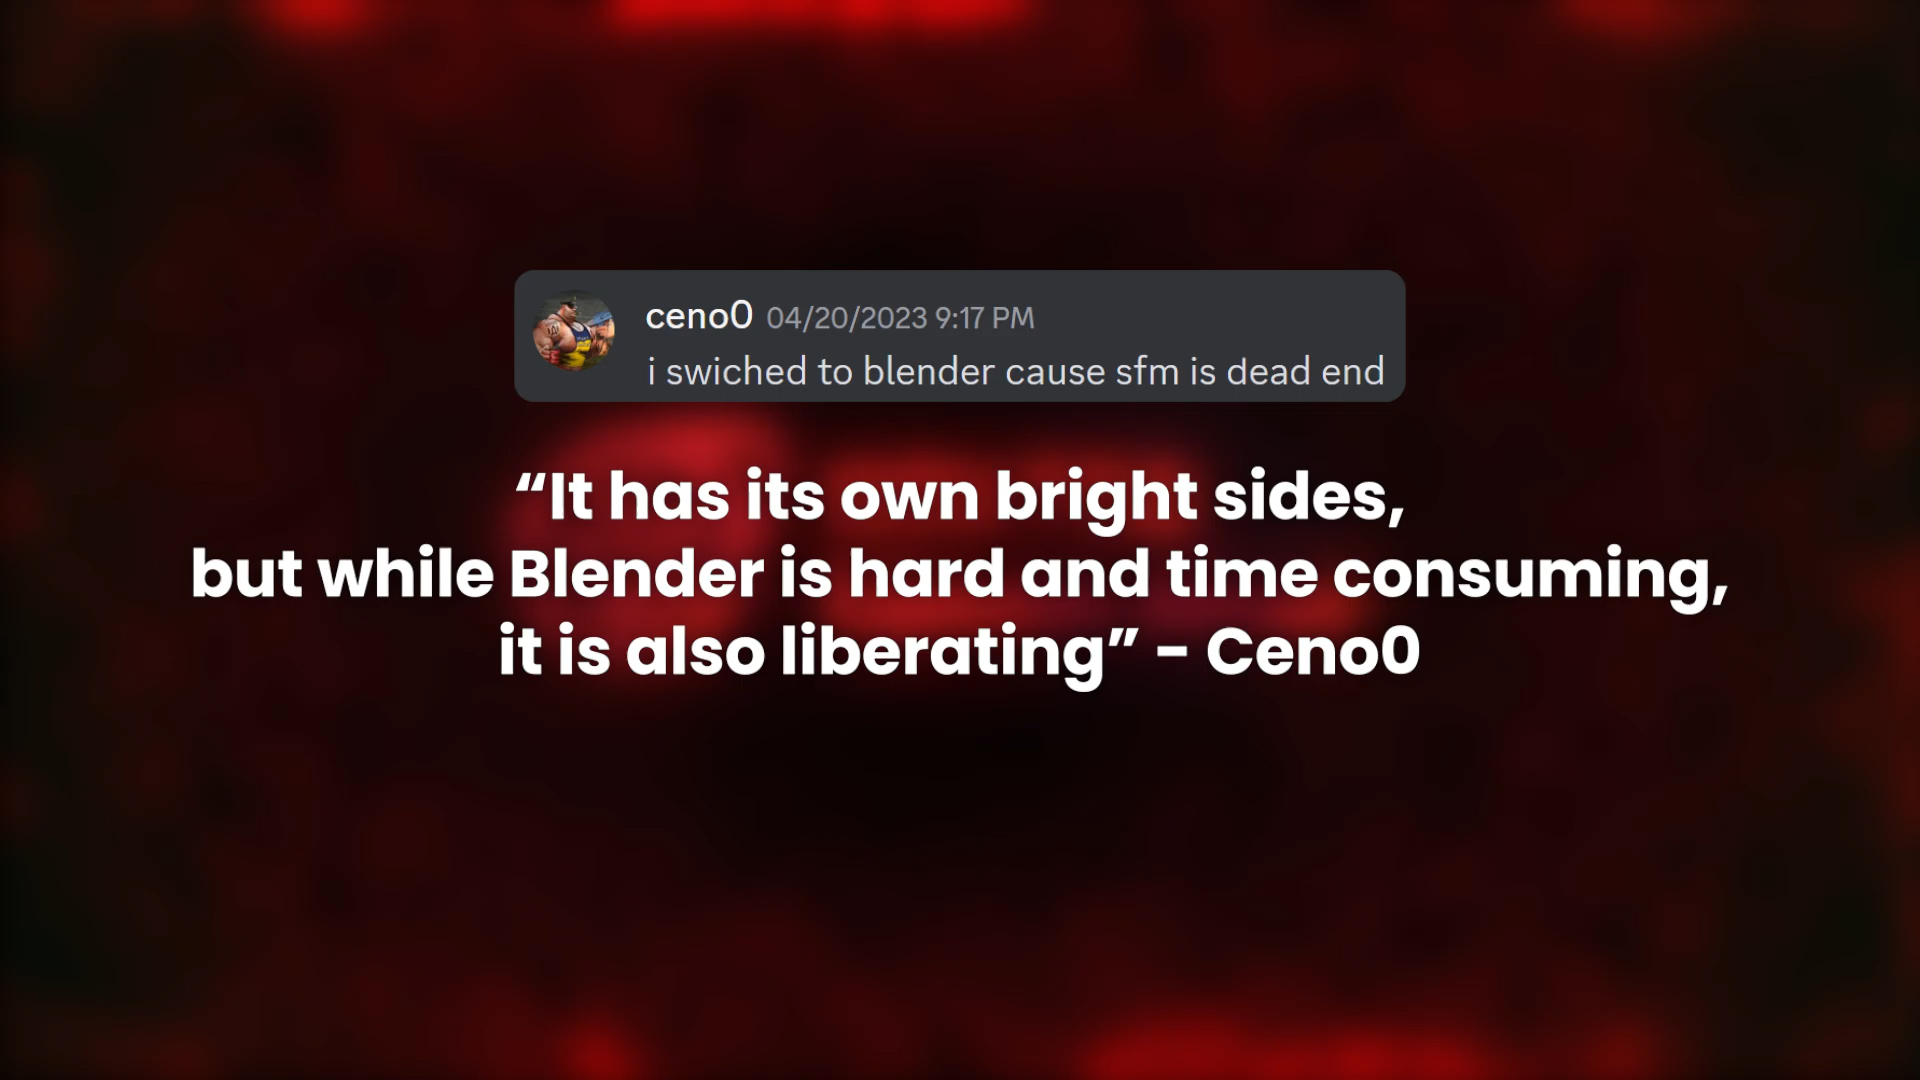 ceno0 04/20/2023 9:17 PM
i swiched to blender cause sfm is dead end
“It has its own bright sides,
but while Blender is hard and time consuming,
it is also liberating” - Ceno0